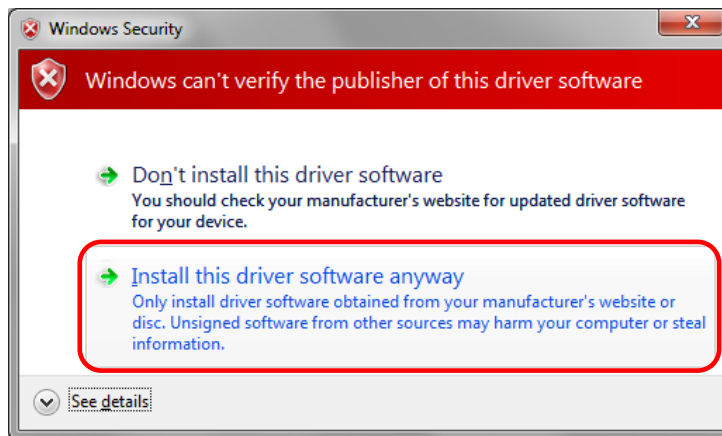 Windows Security
Windows can't verify the publisher of this driver software
Don't install this driver software
You should check your manufacturer's website for updated driver software
for your device.
Install this driver software anyway
Only install driver software obtained from your manufacturer's website or
disc. Unsigned software from other sources may harm your computer or steal
information.
See details